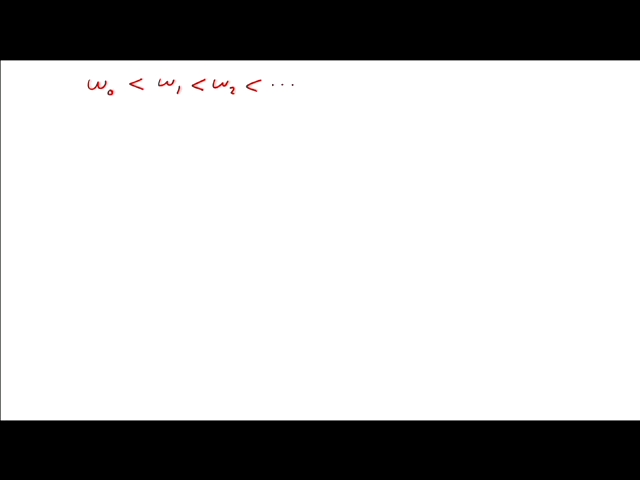 ω₀ < ω₁ < ω₂ < ⋯